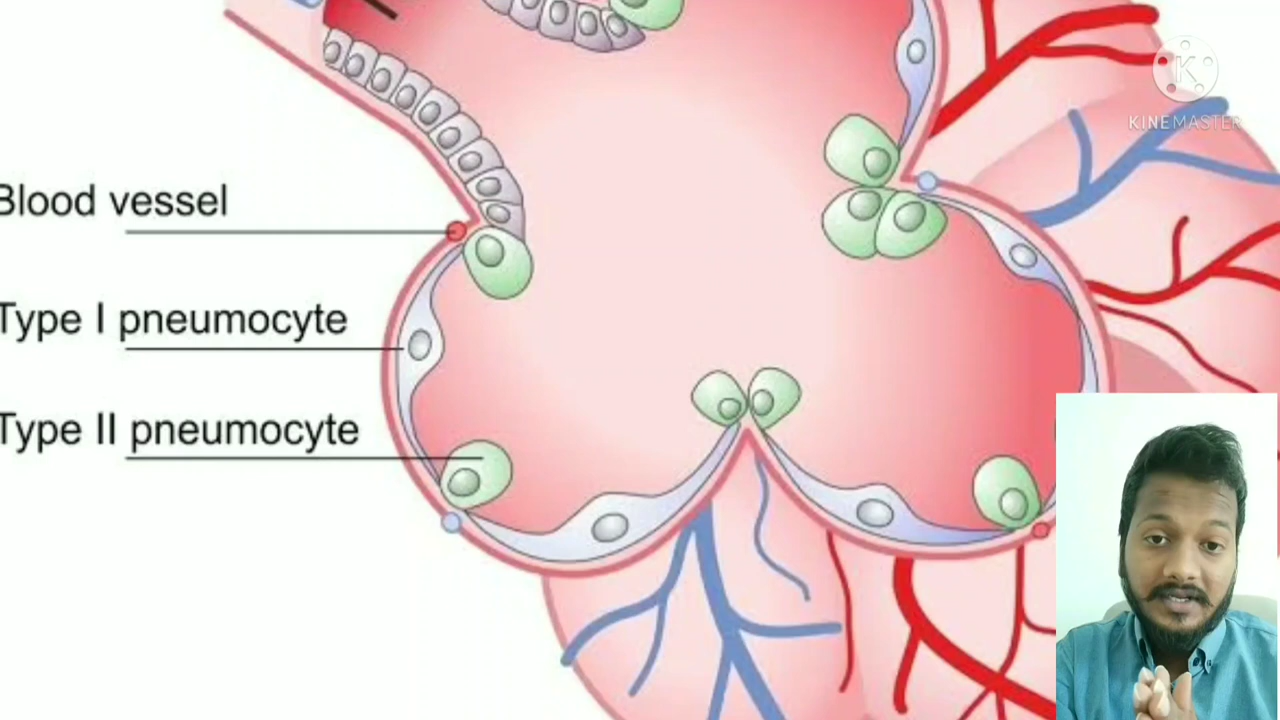 K
KINEMASTER
Blood vessel
Type I pneumocyte
Type II pneumocyte